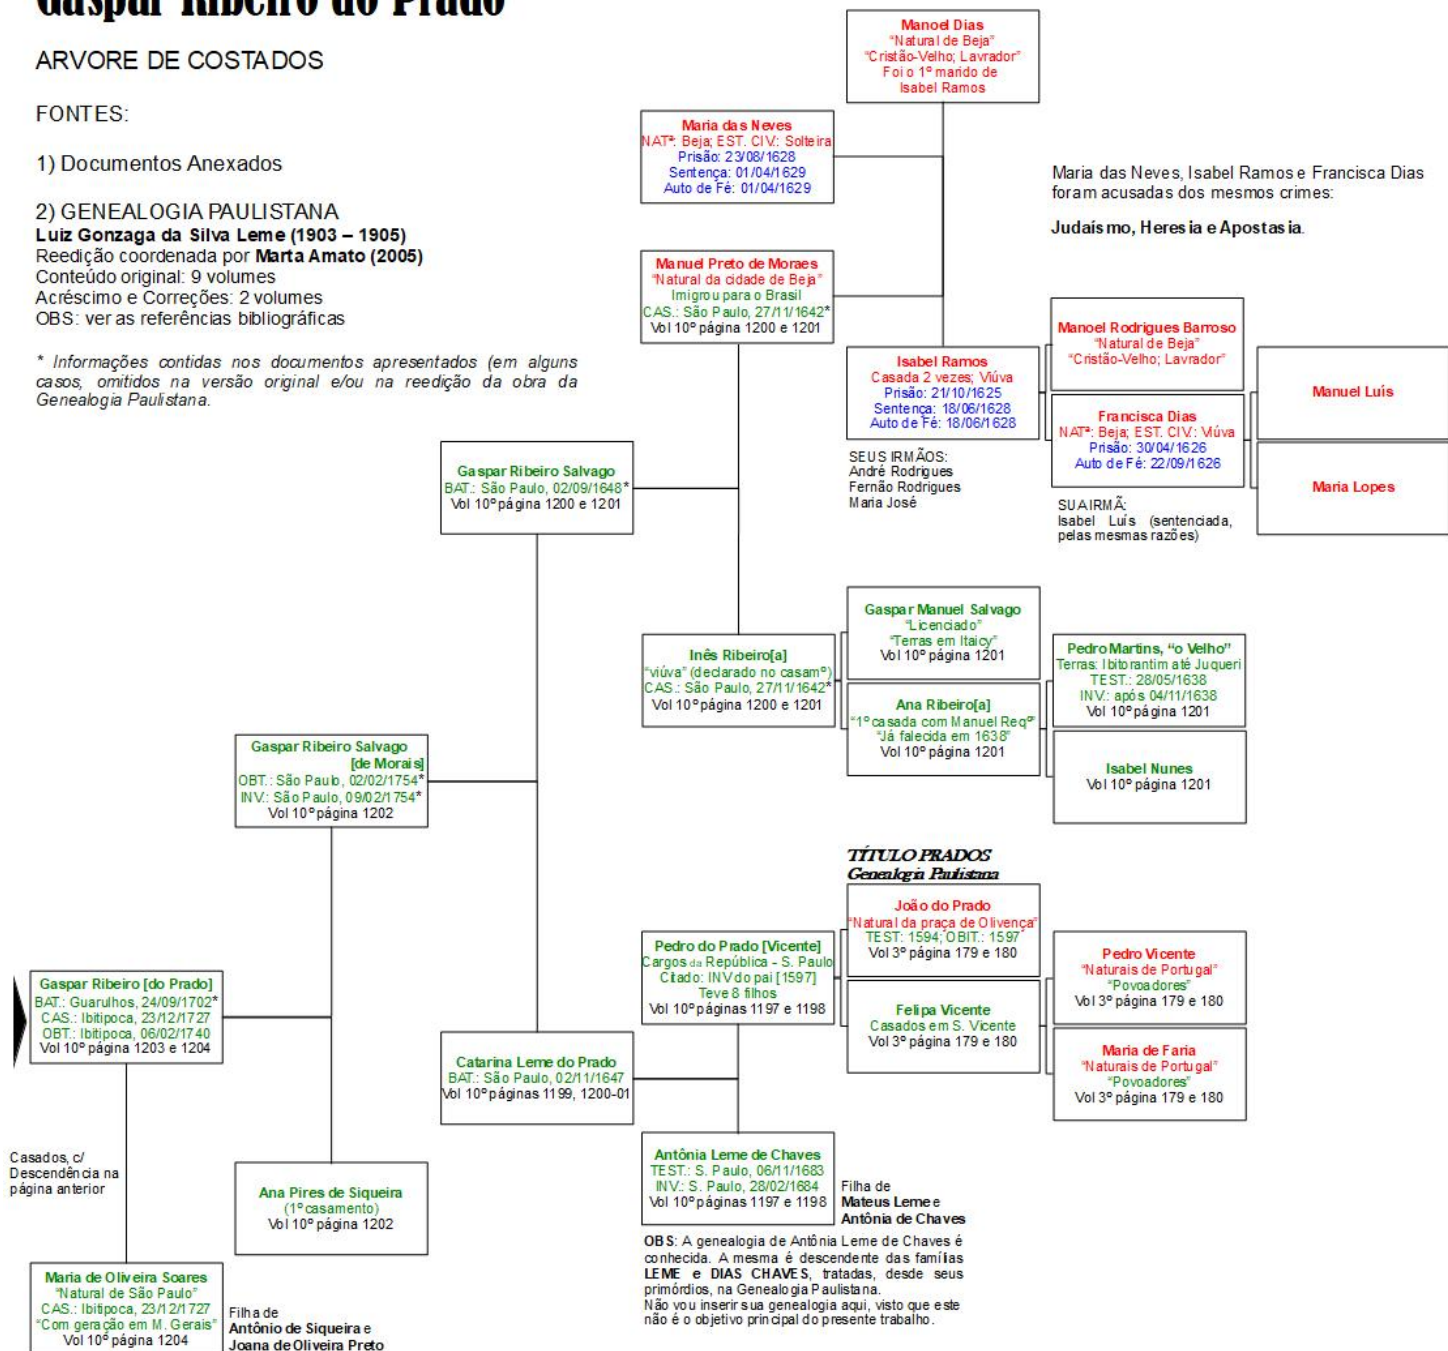 Gaspar Ribeiro do Prado
ARVORE DE COSTADOS
FONTES:
1) Documentos Anexados
2) GENEALOGIA PAULISTANA
Luiz Gonzaga da Silva Leme (1903 – 1905)
Reedição coordenada por Marta Amato (2005)
Conteúdo original: 9 volumes
Acréscimo e Correções: 2 volumes
OBS: ver as referências bibliográficas
* Informações contidas nos documentos apresentados (em alguns
casos, omitidos na versão original e/ou na reedição da obra da
Genealogia Paulistana.
Manoel Dias
"Natural de Beja"
"Cristão-Velho; Lavrador"
Foi o 1º marido de
Isabel Ramos
Maria das Neves
NATª: Beja; EST. CIV.: Solteira
Prisão: 23/08/1628
Sentença: 01/04/1629
Auto de Fé: 01/04/1629
Maria das Neves, Isabel Ramos e Francisca Dias
foram acusadas dos mesmos crimes:
Judaísmo, Heresia e Apostasia.
Manuel Preto de Moraes
"Natural da cidade de Beja"
Imigrou para o Brasil
CAS.: São Paulo, 27/11/1642*
Vol 10º página 1200 e 1201
Isabel Ramos
Casada 2 vezes; Viúva
Prisão: 21/10/1625
Sentença: 18/06/1628
Auto de Fé: 18/06/1628
SEUS IRMÃOS:
André Rodrigues
Fernão Rodrigues
Maria José
Manoel Rodrigues Barroso
"Natural de Beja"
"Cristão-Velho; Lavrador"
Francisca Dias
NATª: Beja; EST. CIV.: Viúva
Prisão: 30/04/1626
Auto de Fé: 22/09/1626
SUA IRMÃ:
Isabel Luís (sentenciada,
pelas mesmas razões)
Manuel Luís
Maria Lopes
Gaspar Ribeiro Salvago
BAT.: São Paulo, 02/09/1648*
Vol 10º página 1200 e 1201
Inês Ribeiro[a]
"viúva" (declarado no casamº)
CAS.: São Paulo, 27/11/1642*
Vol 10º página 1200 e 1201
Gaspar Manuel Salvago
"Licenciado"
"Terras em Itaicy"
Vol 10º página 1201
Ana Ribeiro[a]
"1º casada com Manuel Reqº"
"Já falecida em 1638"
Vol 10º página 1201
Pedro Martins, "o Velho"
Terras: Ibitorantim até Juqueri
TEST.: 28/05/1638
INV.: após 04/11/1638
Vol 10º página 1201
Isabel Nunes
Vol 10º página 1201
Gaspar Ribeiro Salvago
[de Morais]
OBT.: São Paulo, 02/02/1754*
INV.: São Paulo, 09/02/1754*
Vol 10º página 1202
TÍTULO PRADOS
Genealogia Paulistana
João do Prado
"Natural da praça de Olivença"
TEST: 1594; OBIT.: 1597
Vol 3º página 179 e 180
Felipa Vicente
Casados em S. Vicente
Vol 3º página 179 e 180
Pedro Vicente
"Naturais de Portugal"
"Povoadores"
Vol 3º página 179 e 180
Maria de Faria
"Naturais de Portugal"
"Povoadores"
Vol 3º página 179 e 180
Pedro do Prado [Vicente]
Cargos da República - S. Paulo
Citado: INV do pai [1597]
Teve 8 filhos
Vol 10º páginas 1197 e 1198
Gaspar Ribeiro [do Prado]
BAT.: Guarulhos, 24/09/1702*
CAS.: Ibitipoca, 23/12/1727
OBT.: Ibitipoca, 06/02/1740
Vol 10º página 1203 e 1204
Catarina Leme do Prado
BAT.: São Paulo, 02/11/1647
Vol 10º páginas 1199, 1200-01
Antônia Leme de Chaves
TEST.: S. Paulo, 06/11/1683
INV.: S. Paulo, 28/02/1684
Vol 10º páginas 1197 e 1198
Filha de
Mateus Leme e
Antônia de Chaves
OBS: A genealogia de Antônia Leme de Chaves é
conhecida. A mesma é descendente das famílias
LEME e DIAS CHAVES, tratadas, desde seus
primórdios, na Genealogia Paulistana.
Não vou inserir sua genealogia aqui, visto que este
não é o objetivo principal do presente trabalho.
Casados, c/
Descendência na
página anterior
Ana Pires de Siqueira
(1º casamento)
Vol 10º página 1202
Maria de Oliveira Soares
"Natural de São Paulo"
CAS.: Ibitipoca, 23/12/1727
"Com geração em M. Gerais"
Vol 10º página 1204
Filha de
Antônio de Siqueira e
Joana de Oliveira Preto